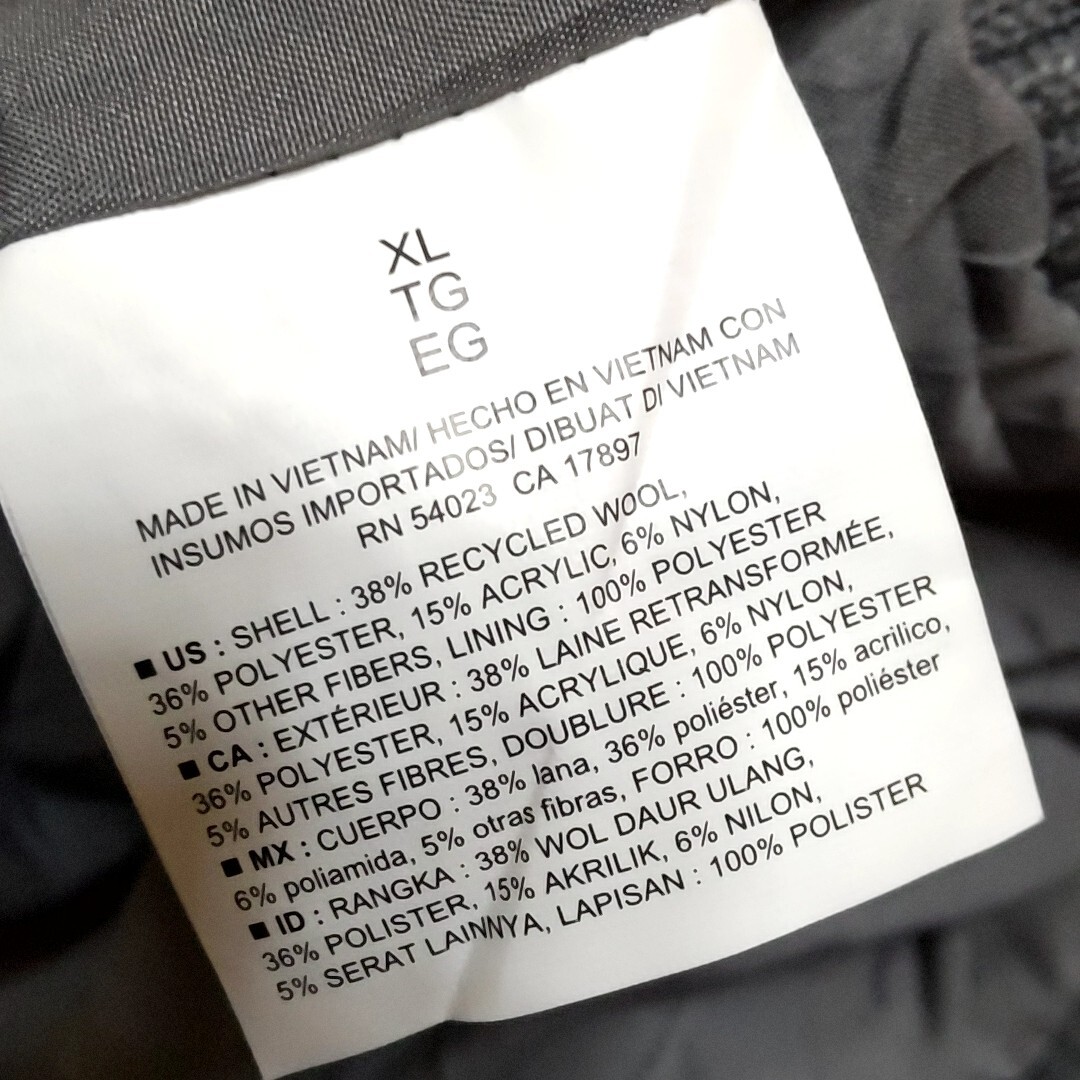 XL
TG
EG
MADE IN VIETNAM/ HECHO EN VIETNAM CON
INSUMOS IMPORTADOS/ DIBUAT DI VIETNAM
RN 54023 CA 17897
■ US : SHELL : 38% RECYCLED WOOL,
36% POLYESTER, 15% ACRYLIC, 6% NYLON,
5% OTHER FIBERS, LINING : 100% POLYESTER
■ CA : EXTÉRIEUR : 38% LAINE RETRANSFORMÉE,
36% POLYESTER, 15% ACRYLIQUE, 6% NYLON,
5% AUTRES FIBRES, DOUBLURE : 100% POLYESTER
■ MX : CUERPO : 38% lana, 36% poliéster, 15% acrilico,
6% poliamida, 5% otras fibras, FORRO : 100% poliéster
■ ID : RANGKA : 38% WOL DAUR ULANG,
36% POLISTER, 15% AKRILIK, 6% NILON,
5% SERAT LAINNYA, LAPISAN : 100% POLISTER